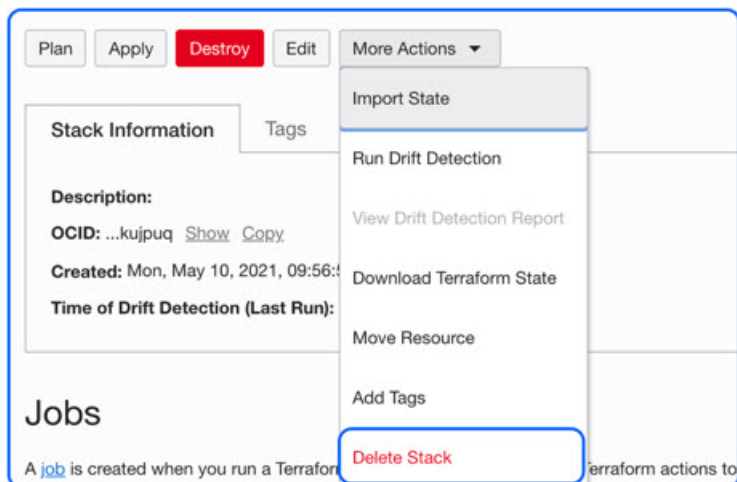 Plan Apply Destroy Edit More Actions
Import State
Stack Information Tags
Run Drift Detection
Description:
View Drift Detection Report
OCID: ...kujpuq Show Copy
Created: Mon, May 10, 2021, 09:56:
Download Terraform State
Time of Drift Detection (Last Run):
Move Resource
Add Tags
Jobs
Delete Stack
A job is created when you run a Terrafor
erraform actions to